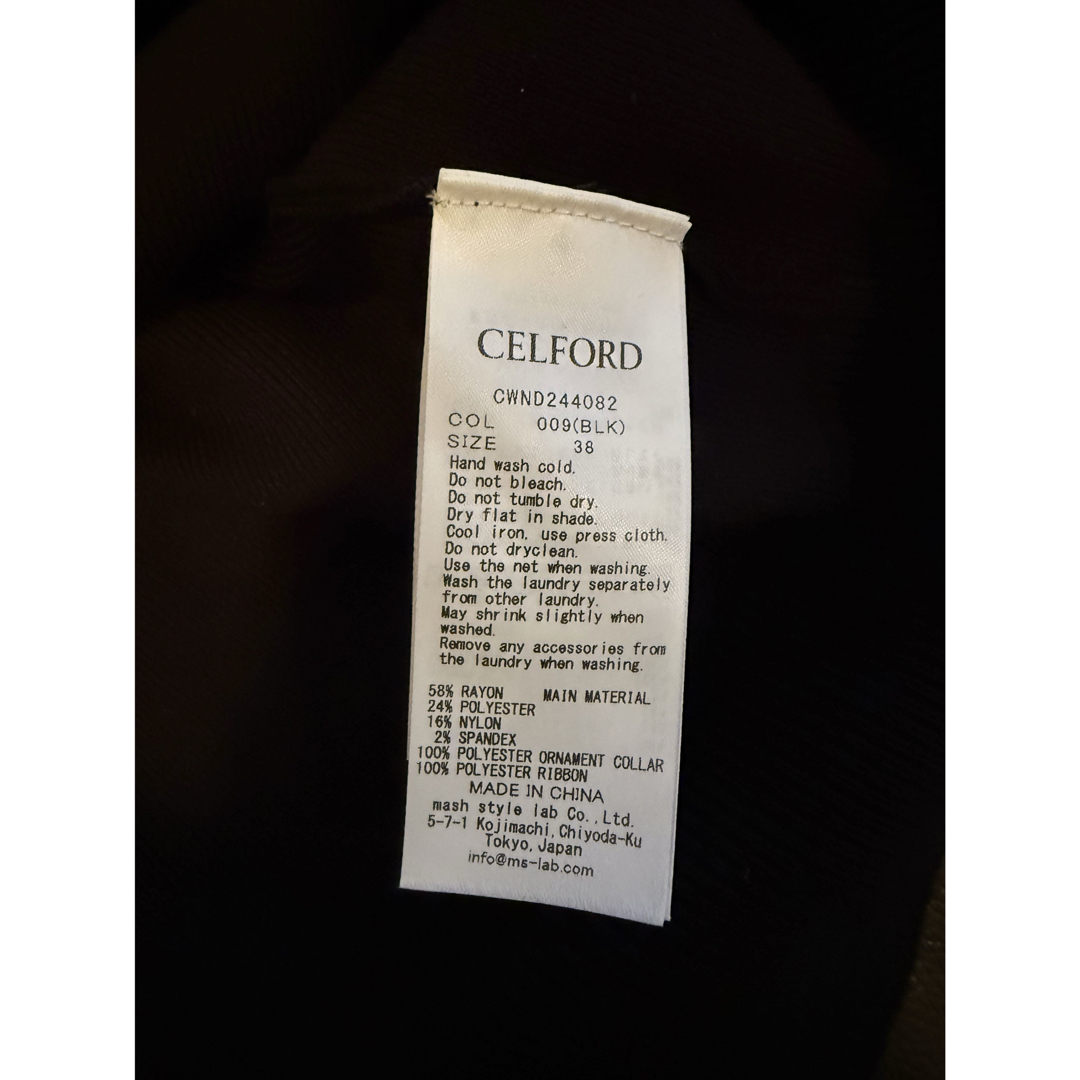 CELFORD
CWND244082
COL 009(BLK)
SIZE 38
Hand wash cold.
Do not bleach.
Do not tumble dry.
Dry flat in shade.
Cool iron, use press cloth.
Do not dryclean.
Use the net when washing.
Wash the laundry separately
from other laundry.
May shrink slightly when
washed.
Remove any accessories from
the laundry when washing.
58% RAYON MAIN MATERIAL
24% POLYESTER
16% NYLON
2% SPANDEX
100% POLYESTER ORNAMENT COLLAR
100% POLYESTER RIBBON
MADE IN CHINA
mash style lab Co.,Ltd.
5-7-1 Kojimachi,Chiyoda-Ku
Tokyo,Japan
info@ms-lab.com